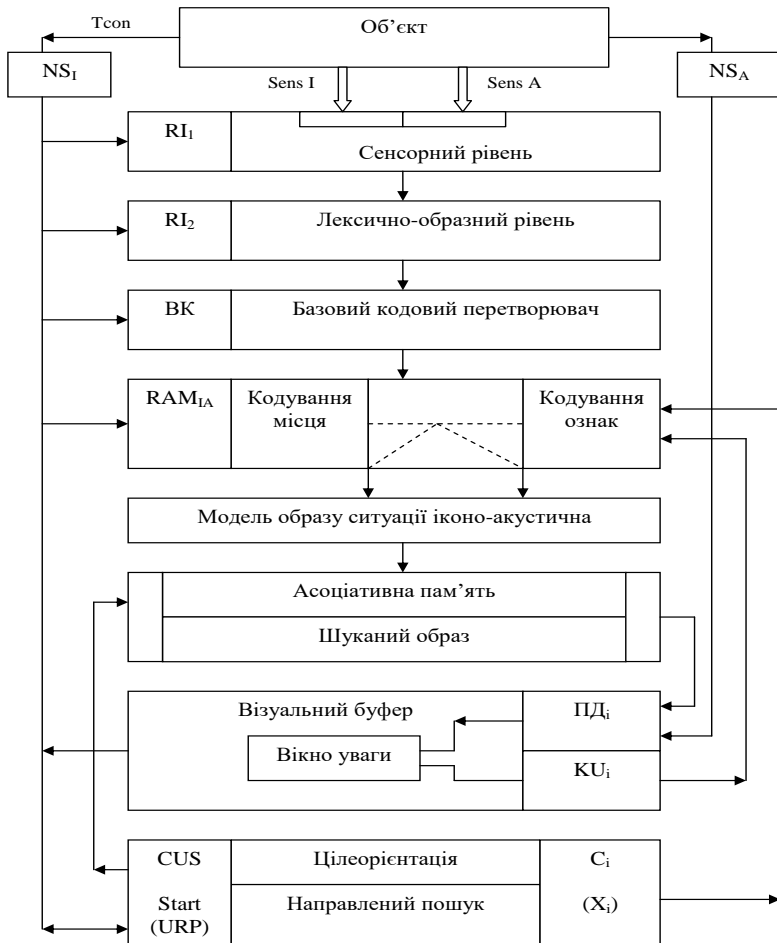 Tcon
Об’єкт
NSI
NSA
Sens I
Sens A
RI1
Сенсорний рівень
RI2
Лексично-образний рівень
ВК
Базовий кодовий перетворювач
RAMIA
Кодування
місця
Кодування
ознак
Модель образу ситуації іконо-акустична
Асоціативна пам’ять
Шуканий образ
Візуальний буфер
ПДi
Вікно уваги
KUi
CUS
Цілеорієнтація
Ci
Start
(URP)
Направлений пошук
(Xi)